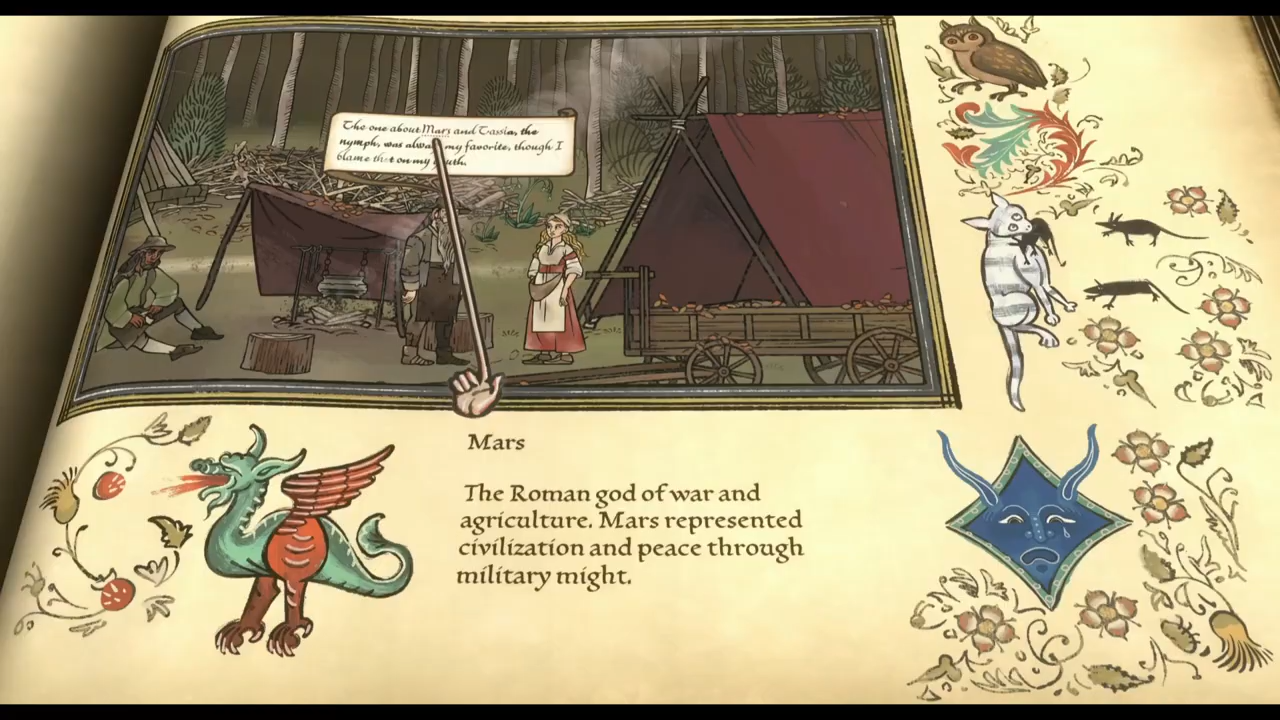 The one about Mars and Tassia, the
nymph, was always my favorite, though I
blame that on my youth.
Mars
The Roman god of war and
agriculture. Mars represented
civilization and peace through
military might.